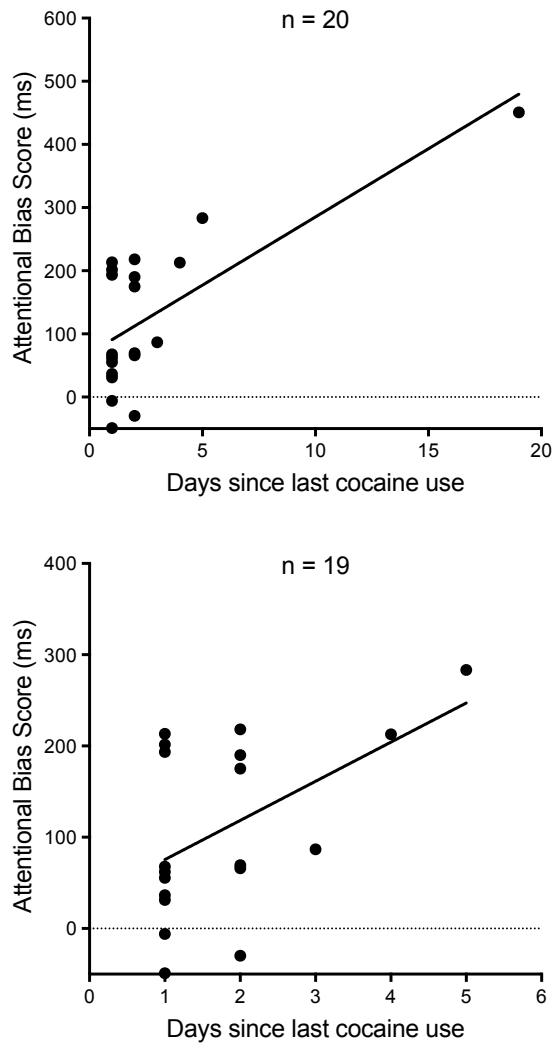 n = 20
600
500
400
300
200
100
0
Attentional Bias Score (ms)
0 5 10 15 20
Days since last cocaine use
n = 19
400
300
200
100
0
Attentional Bias Score (ms)
0 1 2 3 4 5 6
Days since last cocaine use